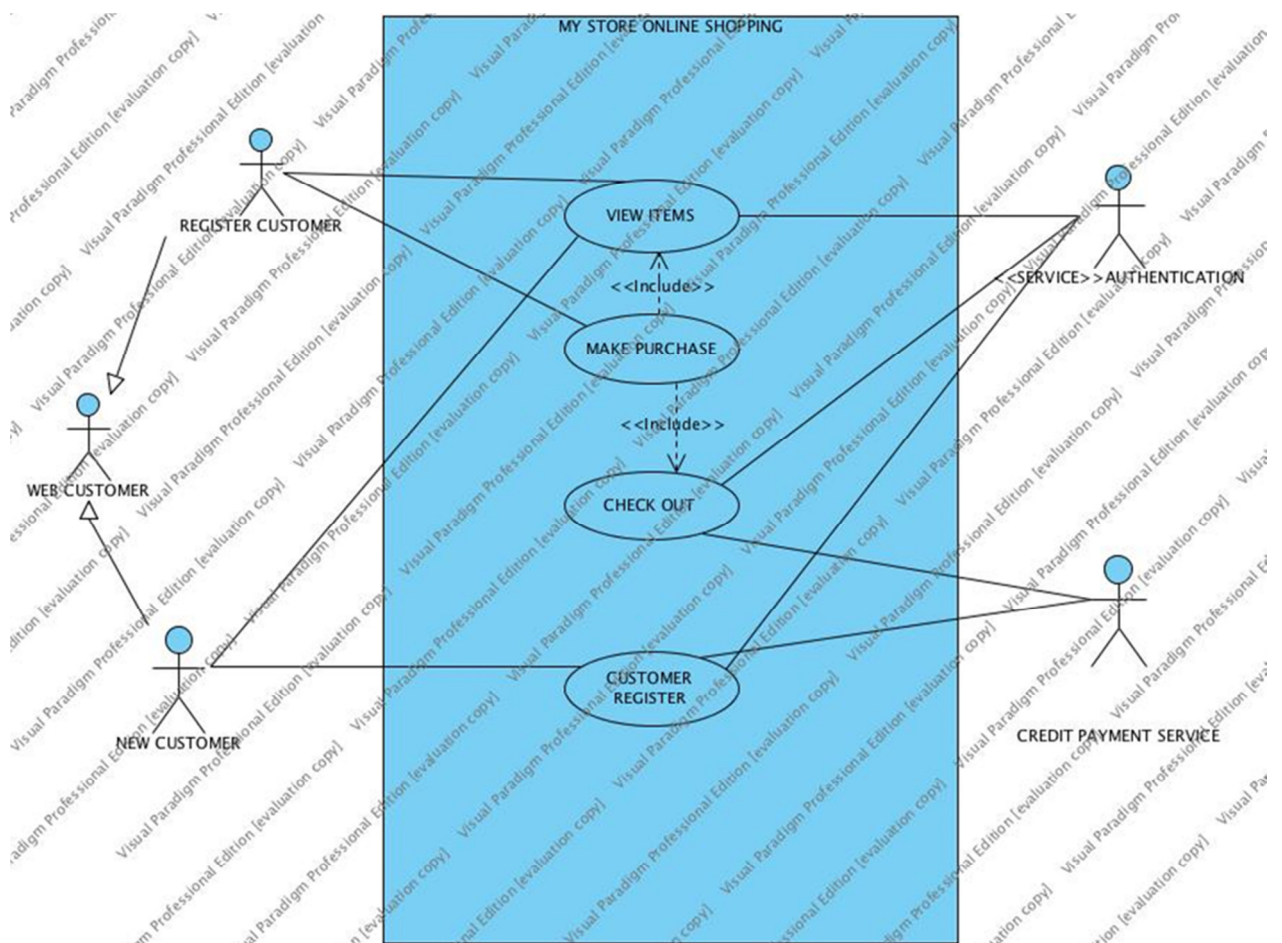 MY STORE ONLINE SHOPPING
REGISTER CUSTOMER
VIEW ITEMS
<<SERVICE>>AUTHENTICATION
<<Include>>
MAKE PURCHASE
<<Include>>
WEB CUSTOMER
CHECK OUT
CUSTOMER
REGISTER
NEW CUSTOMER
CREDIT PAYMENT SERVICE
Visual Paradigm Professional Edition [evaluation copy]